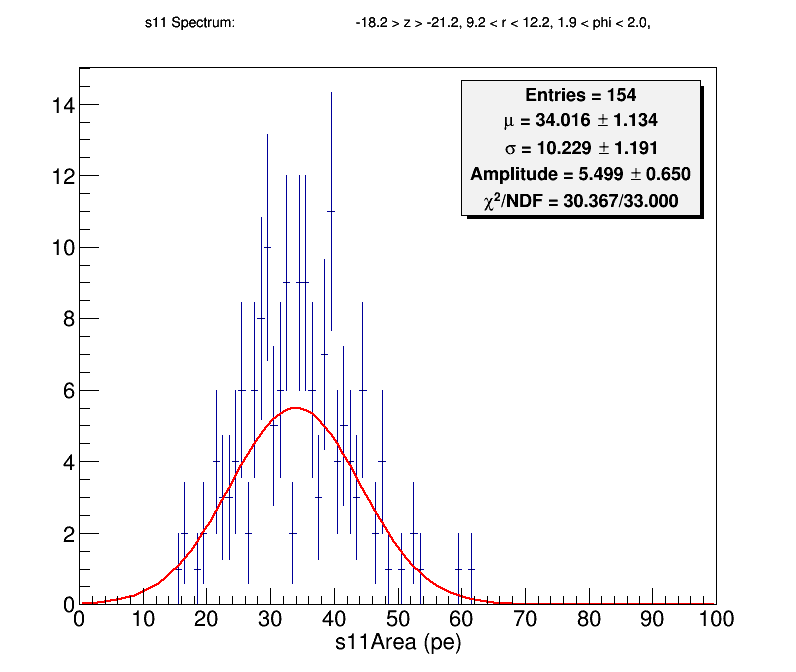 s11 Spectrum: -18.2 > z > -21.2, 9.2 < r < 12.2, 1.9 < phi < 2.0,
Entries = 154
μ = 34.016 ± 1.134
σ = 10.229 ± 1.191
Amplitude = 5.499 ± 0.650
χ²/NDF = 30.367/33.000
14
12
10
8
6
4
2
0
0 10 20 30 40 50 60 70 80 90 100
s11Area (pe)